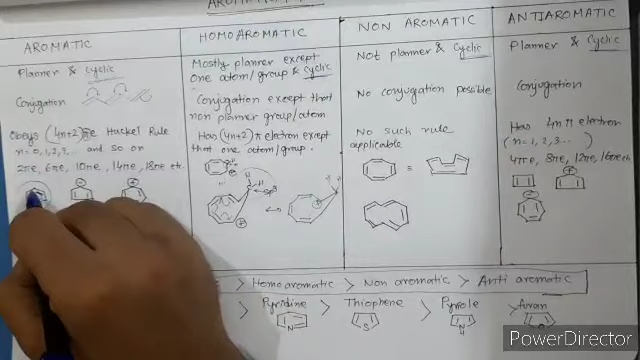 AROMATIC
HOMOAROMATIC
NON AROMATIC
ANTIAROMATIC
Planner & cyclic
Conjugation
Obeys (4n+2)πe Huckel Rule
n = 0, 1, 2, 3... and so on
2πe, 6πe, 10πe, 14πe, 18πe etc.
Mostly planner except
one atom/group & cyclic
Conjugation except that
non planner group/atom
Has (4n+2)π electron except
that one atom/group.
H
H
Not planner & cyclic
No conjugation possible
No such rule
applicable
=
Planner & cyclic
Conjugation
Has 4nπ electron
(n = 1, 2, 3... )
4πe, 8πe, 12πe, 16πe etc
> Homoaromatic > Non aromatic > Anti aromatic
> Pyridine > Thiophene > Pyrole > furan
N
S
N
H
PowerDirector